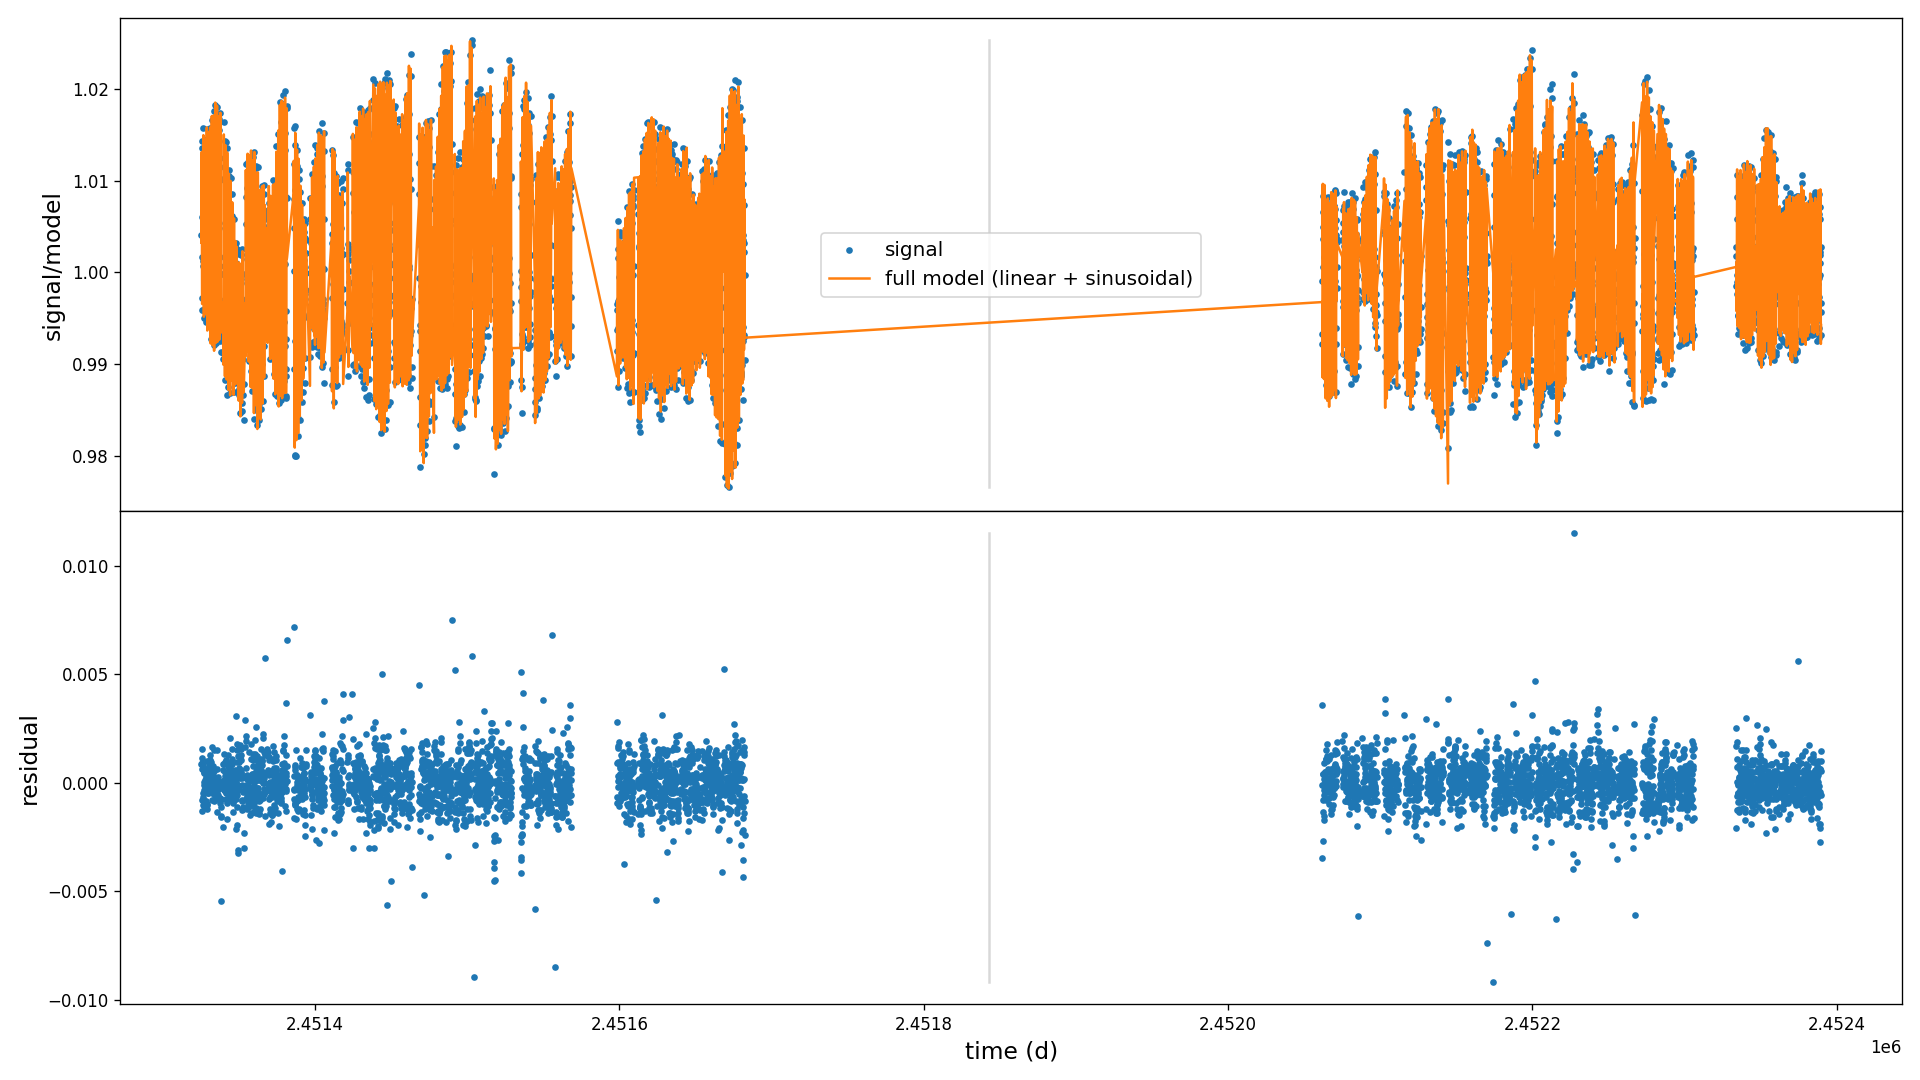 1.02
1.01
1.00
0.99
0.98
signal/model
signal
full model (linear + sinusoidal)
0.010
0.005
0.000
−0.005
−0.010
residual
2.4514
2.4516
2.4518
2.4520
2.4522
2.4524
1e6
time (d)